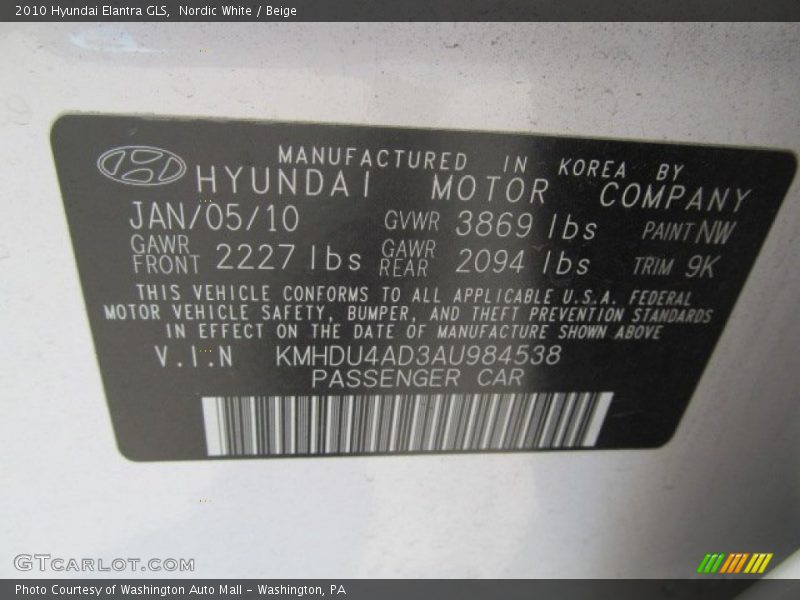 2010 Hyundai Elantra GLS, Nordic White / Beige
MANUFACTURED IN KOREA BY
HYUNDAI MOTOR COMPANY
JAN/05/10 GVWR 3869 lbs PAINT NW
GAWR FRONT 2227 lbs GAWR REAR 2094 lbs TRIM 9K
THIS VEHICLE CONFORMS TO ALL APPLICABLE U.S.A. FEDERAL
MOTOR VEHICLE SAFETY, BUMPER, AND THEFT PREVENTION STANDARDS
IN EFFECT ON THE DATE OF MANUFACTURE SHOWN ABOVE
V.I.N KMHDU4AD3AU984538
PASSENGER CAR
GTCARLOT.COM
Photo Courtesy of Washington Auto Mall - Washington, PA